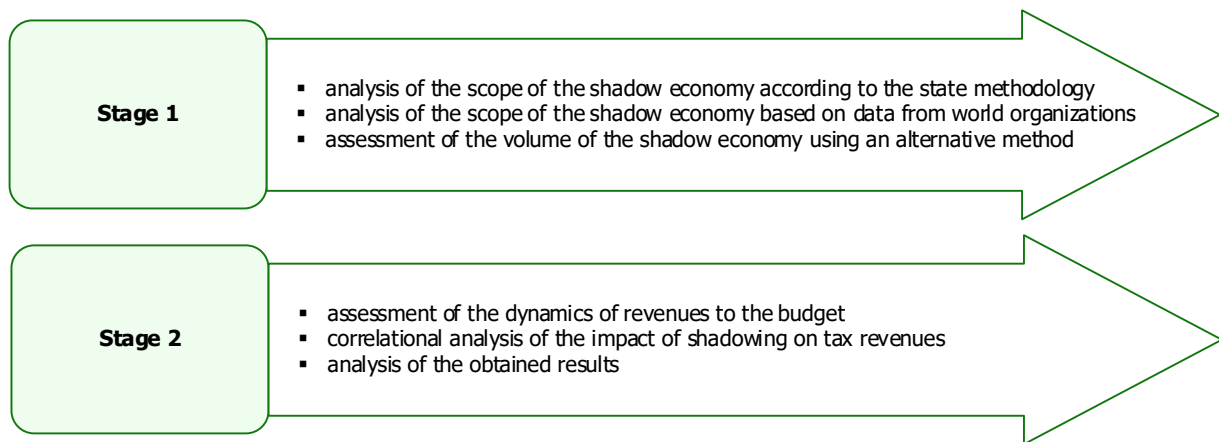 Stage 1
▪ analysis of the scope of the shadow economy according to the state methodology
▪ analysis of the scope of the shadow economy based on data from world organizations
▪ assessment of the volume of the shadow economy using an alternative method
Stage 2
▪ assessment of the dynamics of revenues to the budget
▪ correlational analysis of the impact of shadowing on tax revenues
▪ analysis of the obtained results